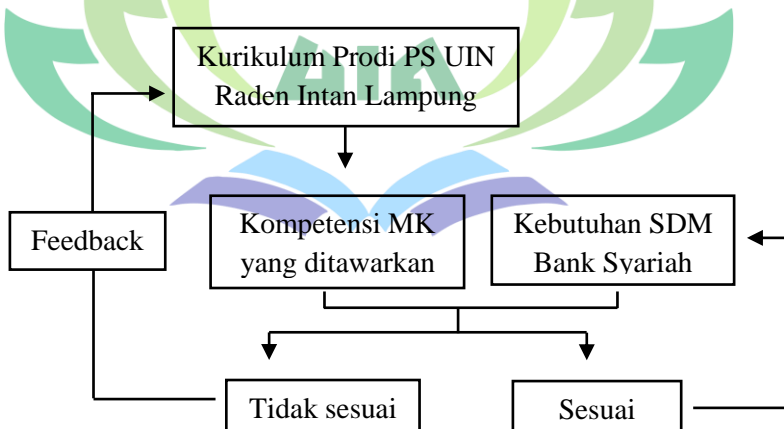 Kurikulum Prodi PS UIN
Raden Intan Lampung
Feedback
Kompetensi MK
yang ditawarkan
Kebutuhan SDM
Bank Syariah
Tidak sesuai
Sesuai